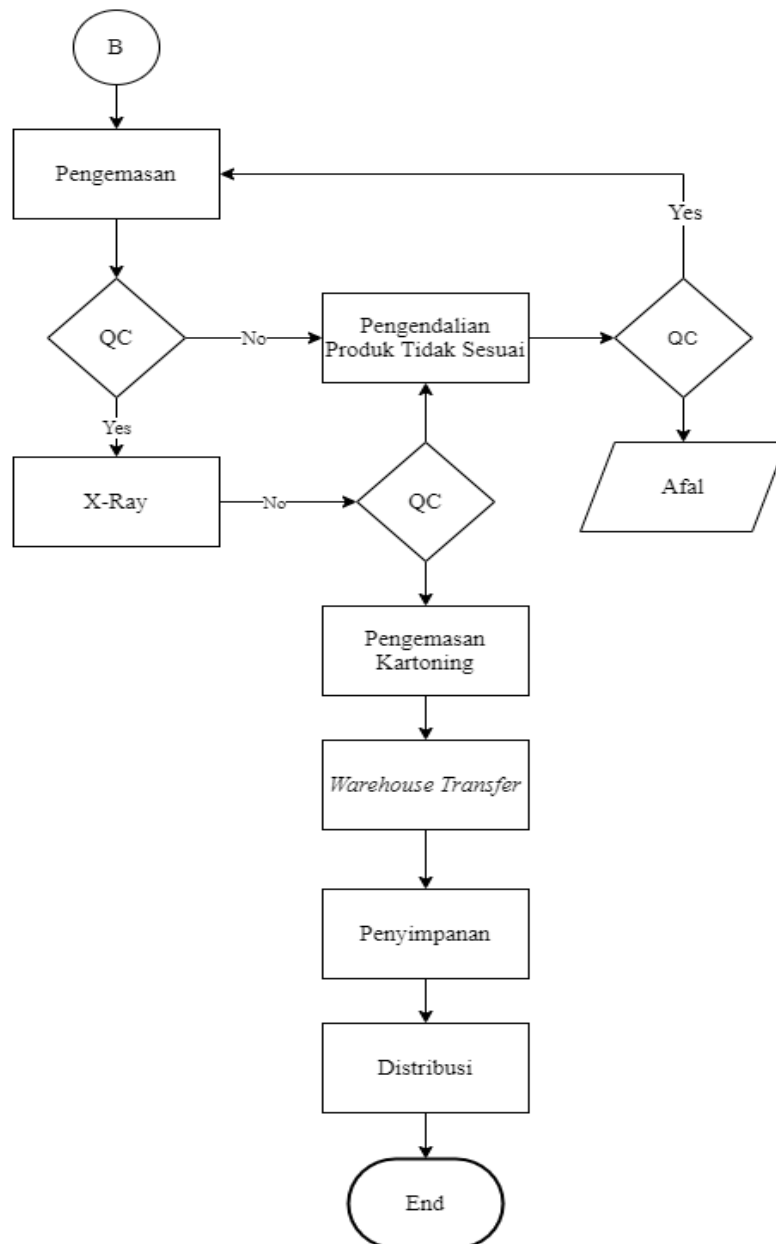 B
Pengemasan
Yes
QC
No
Pengendalian
Produk Tidak Sesuai
QC
Yes
X-Ray
No
QC
Afal
Pengemasan
Kartoning
Warehouse Transfer
Penyimpanan
Distribusi
End